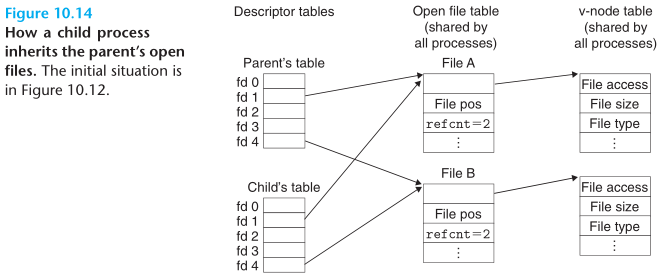 Figure 10.14
How a child process
inherits the parent's open
files. The initial situation is
in Figure 10.12.
Descriptor tables
Open file table
(shared by
all processes)
v-node table
(shared by
all processes)
Parent's table
fd 0
fd 1
fd 2
fd 3
fd 4
File A
File pos
refcnt=2
⋮
File access
File size
File type
⋮
Child's table
fd 0
fd 1
fd 2
fd 3
fd 4
File B
File pos
refcnt=2
⋮
File access
File size
File type
⋮